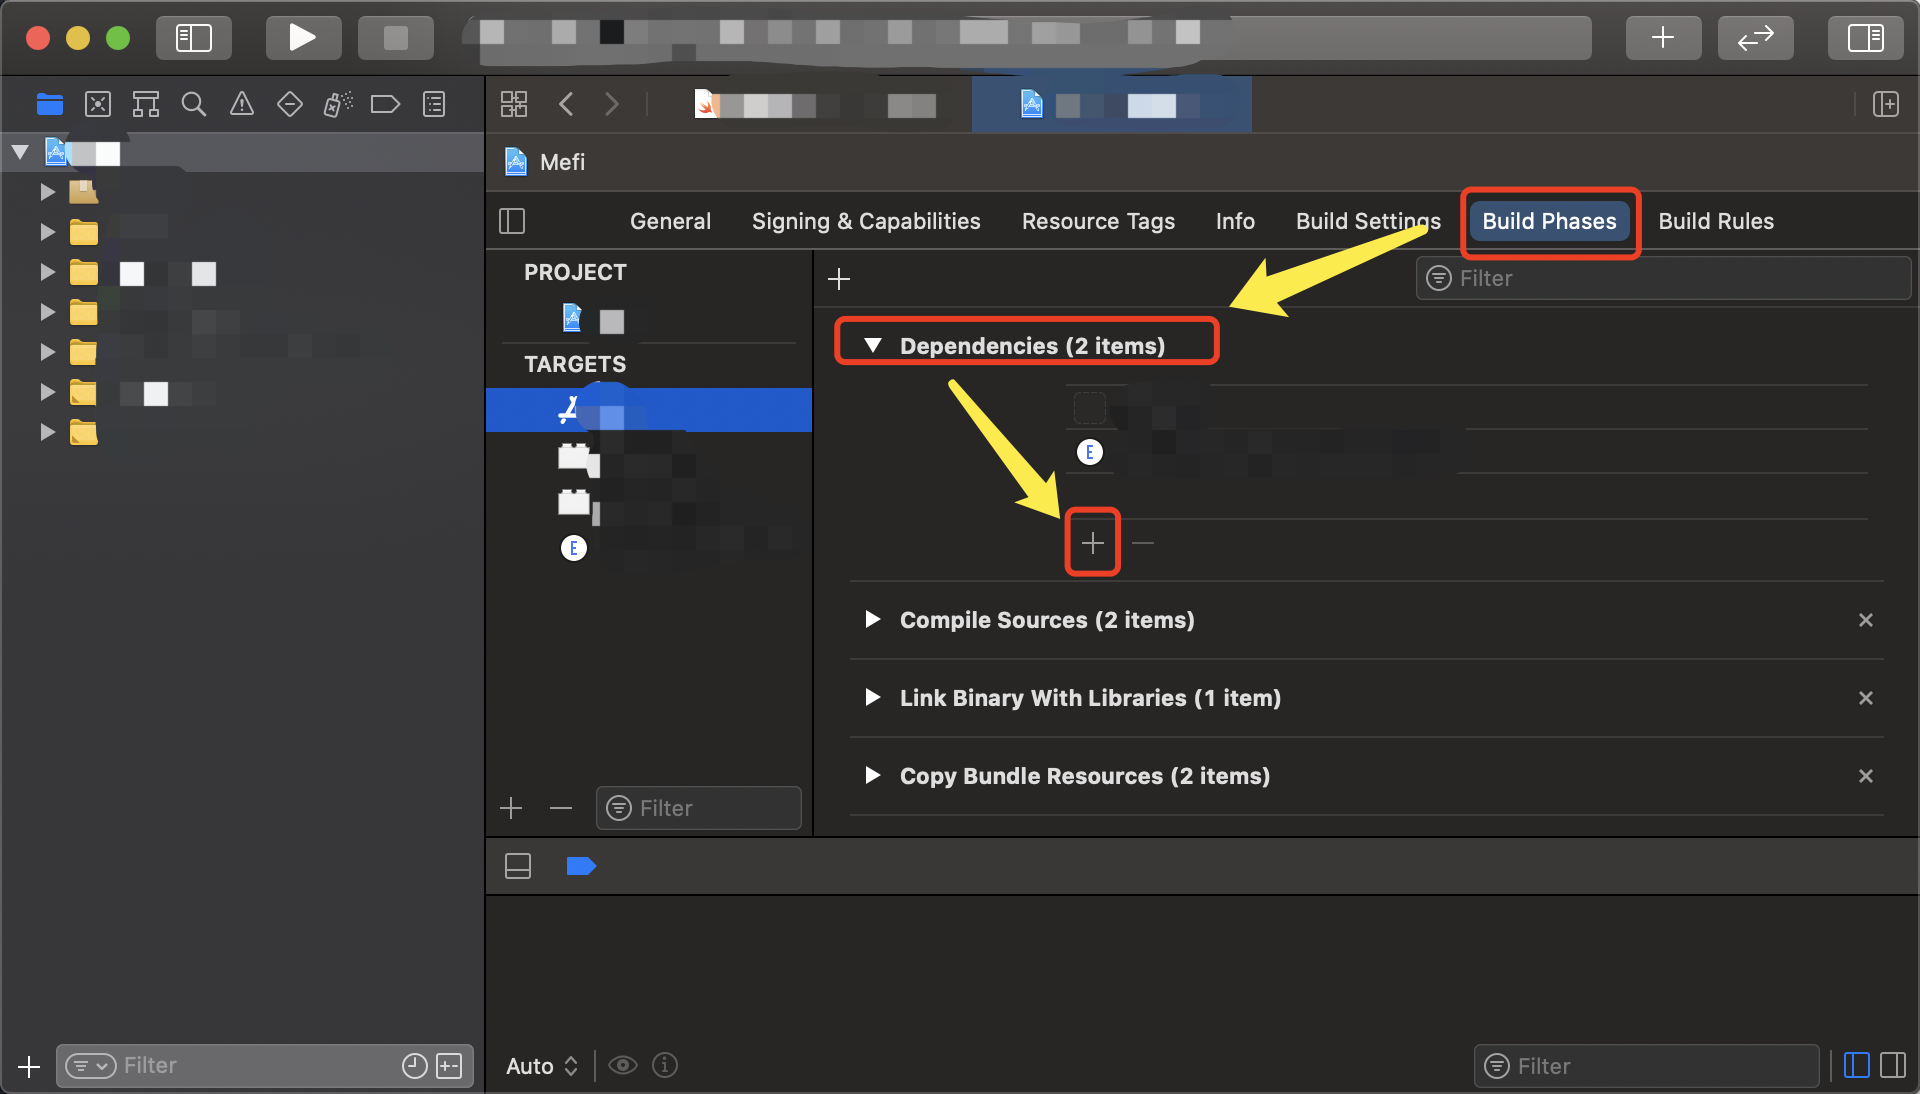 Mefi
General
Signing & Capabilities
Resource Tags
Info
Build Settings
Build Phases
Build Rules
PROJECT
Filter
TARGETS
Dependencies (2 items)
E
E
Compile Sources (2 items)
Link Binary With Libraries (1 item)
Copy Bundle Resources (2 items)
Filter
Filter
Auto
Filter